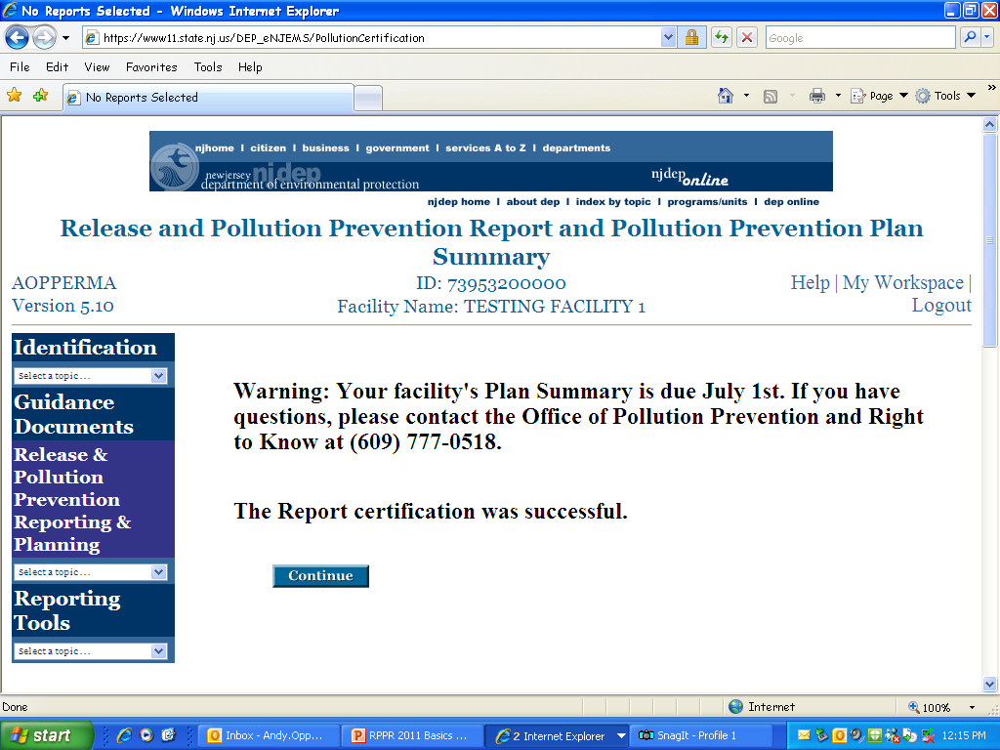 No Reports Selected - Windows Internet Explorer
https://www11.state.nj.us/DEP_eNJEMS/PollutionCertification
Google
File Edit View Favorites Tools Help
No Reports Selected
Page Tools
njhome | citizen | business | government | services A to Z | departments
newjersey njdep
department of environmental protection
njdep online
njdep home | about dep | index by topic | programs/units | dep online
Release and Pollution Prevention Report and Pollution Prevention Plan
Summary
AOPPERMA ID: 73953200000 Help | My Workspace |
Version 5.10 Facility Name: TESTING FACILITY 1 Logout
Identification
Select a topic...
Guidance
Documents
Release &
Pollution
Prevention
Reporting &
Planning
Select a topic...
Reporting
Tools
Select a topic...
Warning: Your facility's Plan Summary is due July 1st. If you have
questions, please contact the Office of Pollution Prevention and Right
to Know at (609) 777-0518.
The Report certification was successful.
Continue
Done Internet 100%
start Inbox - Andy.Opp... RPPR 2011 Basics ... 2 Internet Explorer SnagIt - Profile 1 12:15 PM